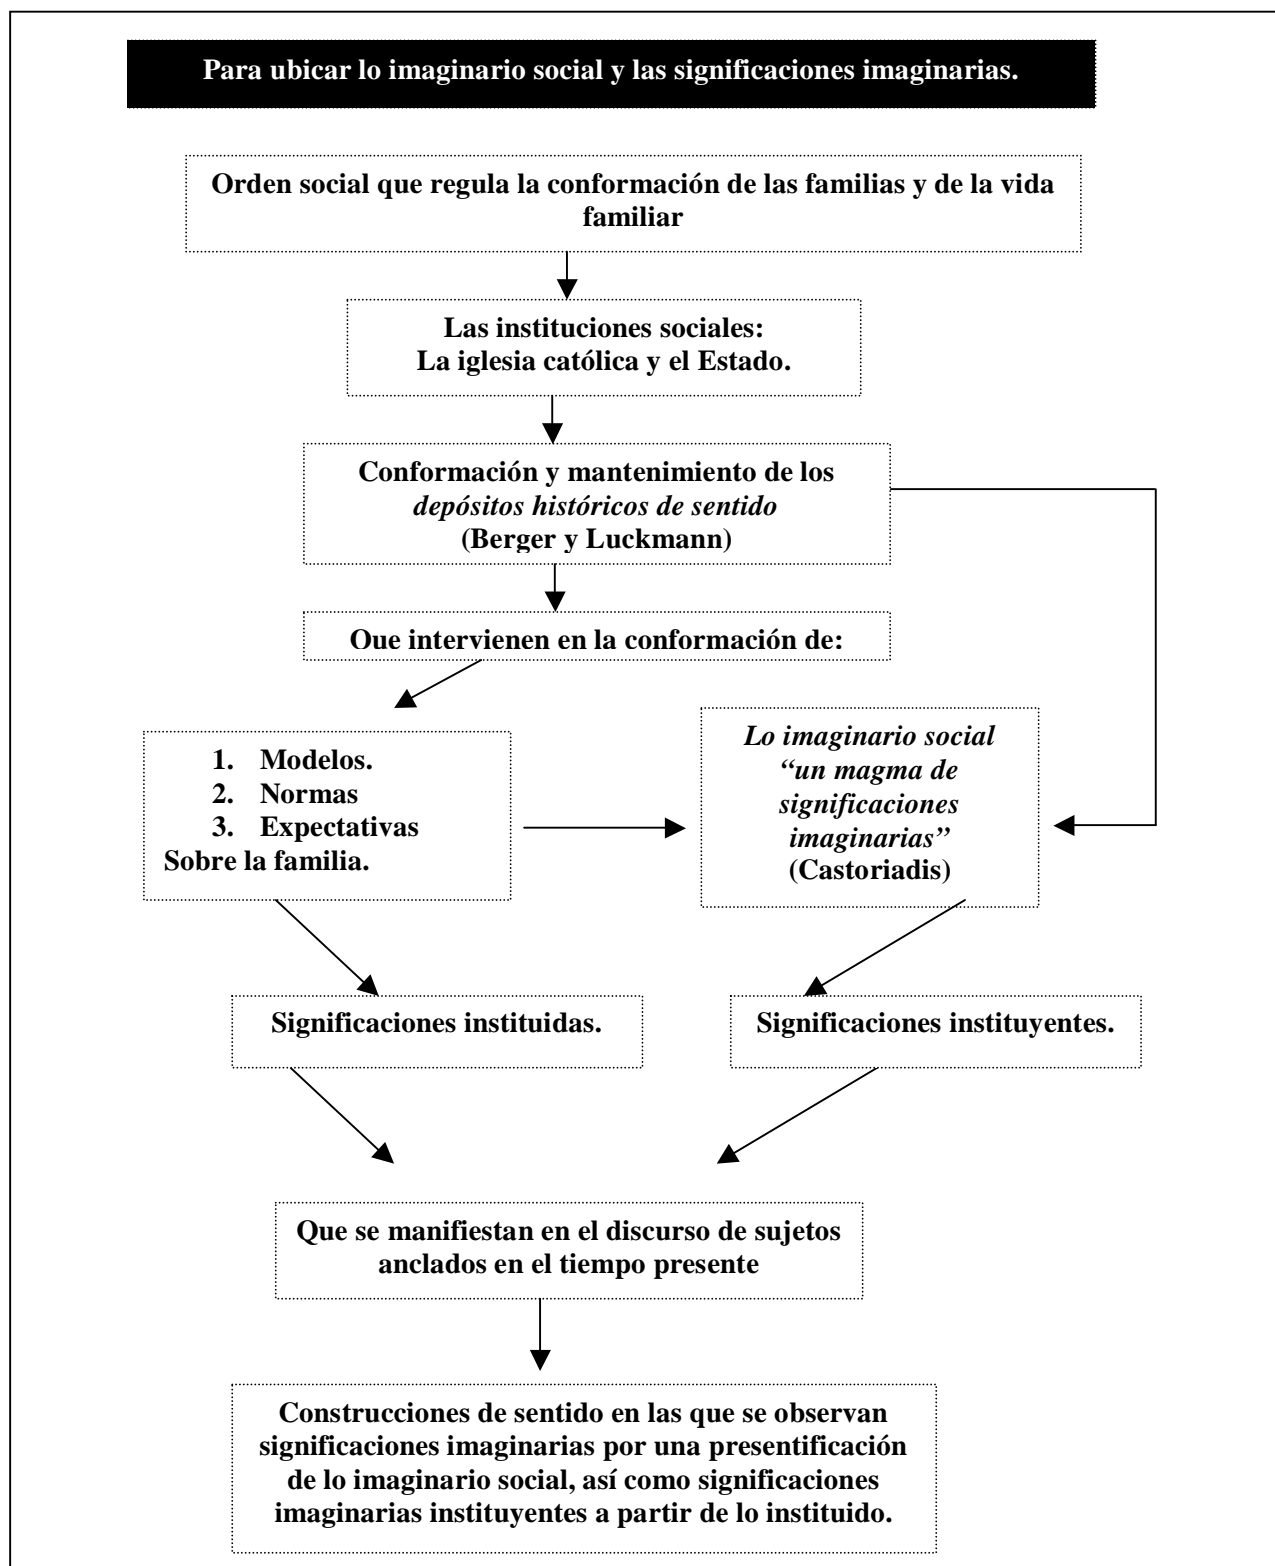 Para ubicar lo imaginario social y las significaciones imaginarias.
Orden social que regula la conformación de las familias y de la vida
familiar
Las instituciones sociales:
La iglesia católica y el Estado.
Conformación y mantenimiento de los
depósitos históricos de sentido
(Berger y Luckmann)
Que intervienen en la conformación de:
1. Modelos.
2. Normas
3. Expectativas
Sobre la familia.
Lo imaginario social
“un magma de
significaciones
imaginarias”
(Castoriadis)
Significaciones instituidas.
Significaciones instituyentes.
Que se manifiestan en el discurso de sujetos
anclados en el tiempo presente
Construcciones de sentido en las que se observan
significaciones imaginarias por una presentificación
de lo imaginario social, así como significaciones
imaginarias instituyentes a partir de lo instituido.